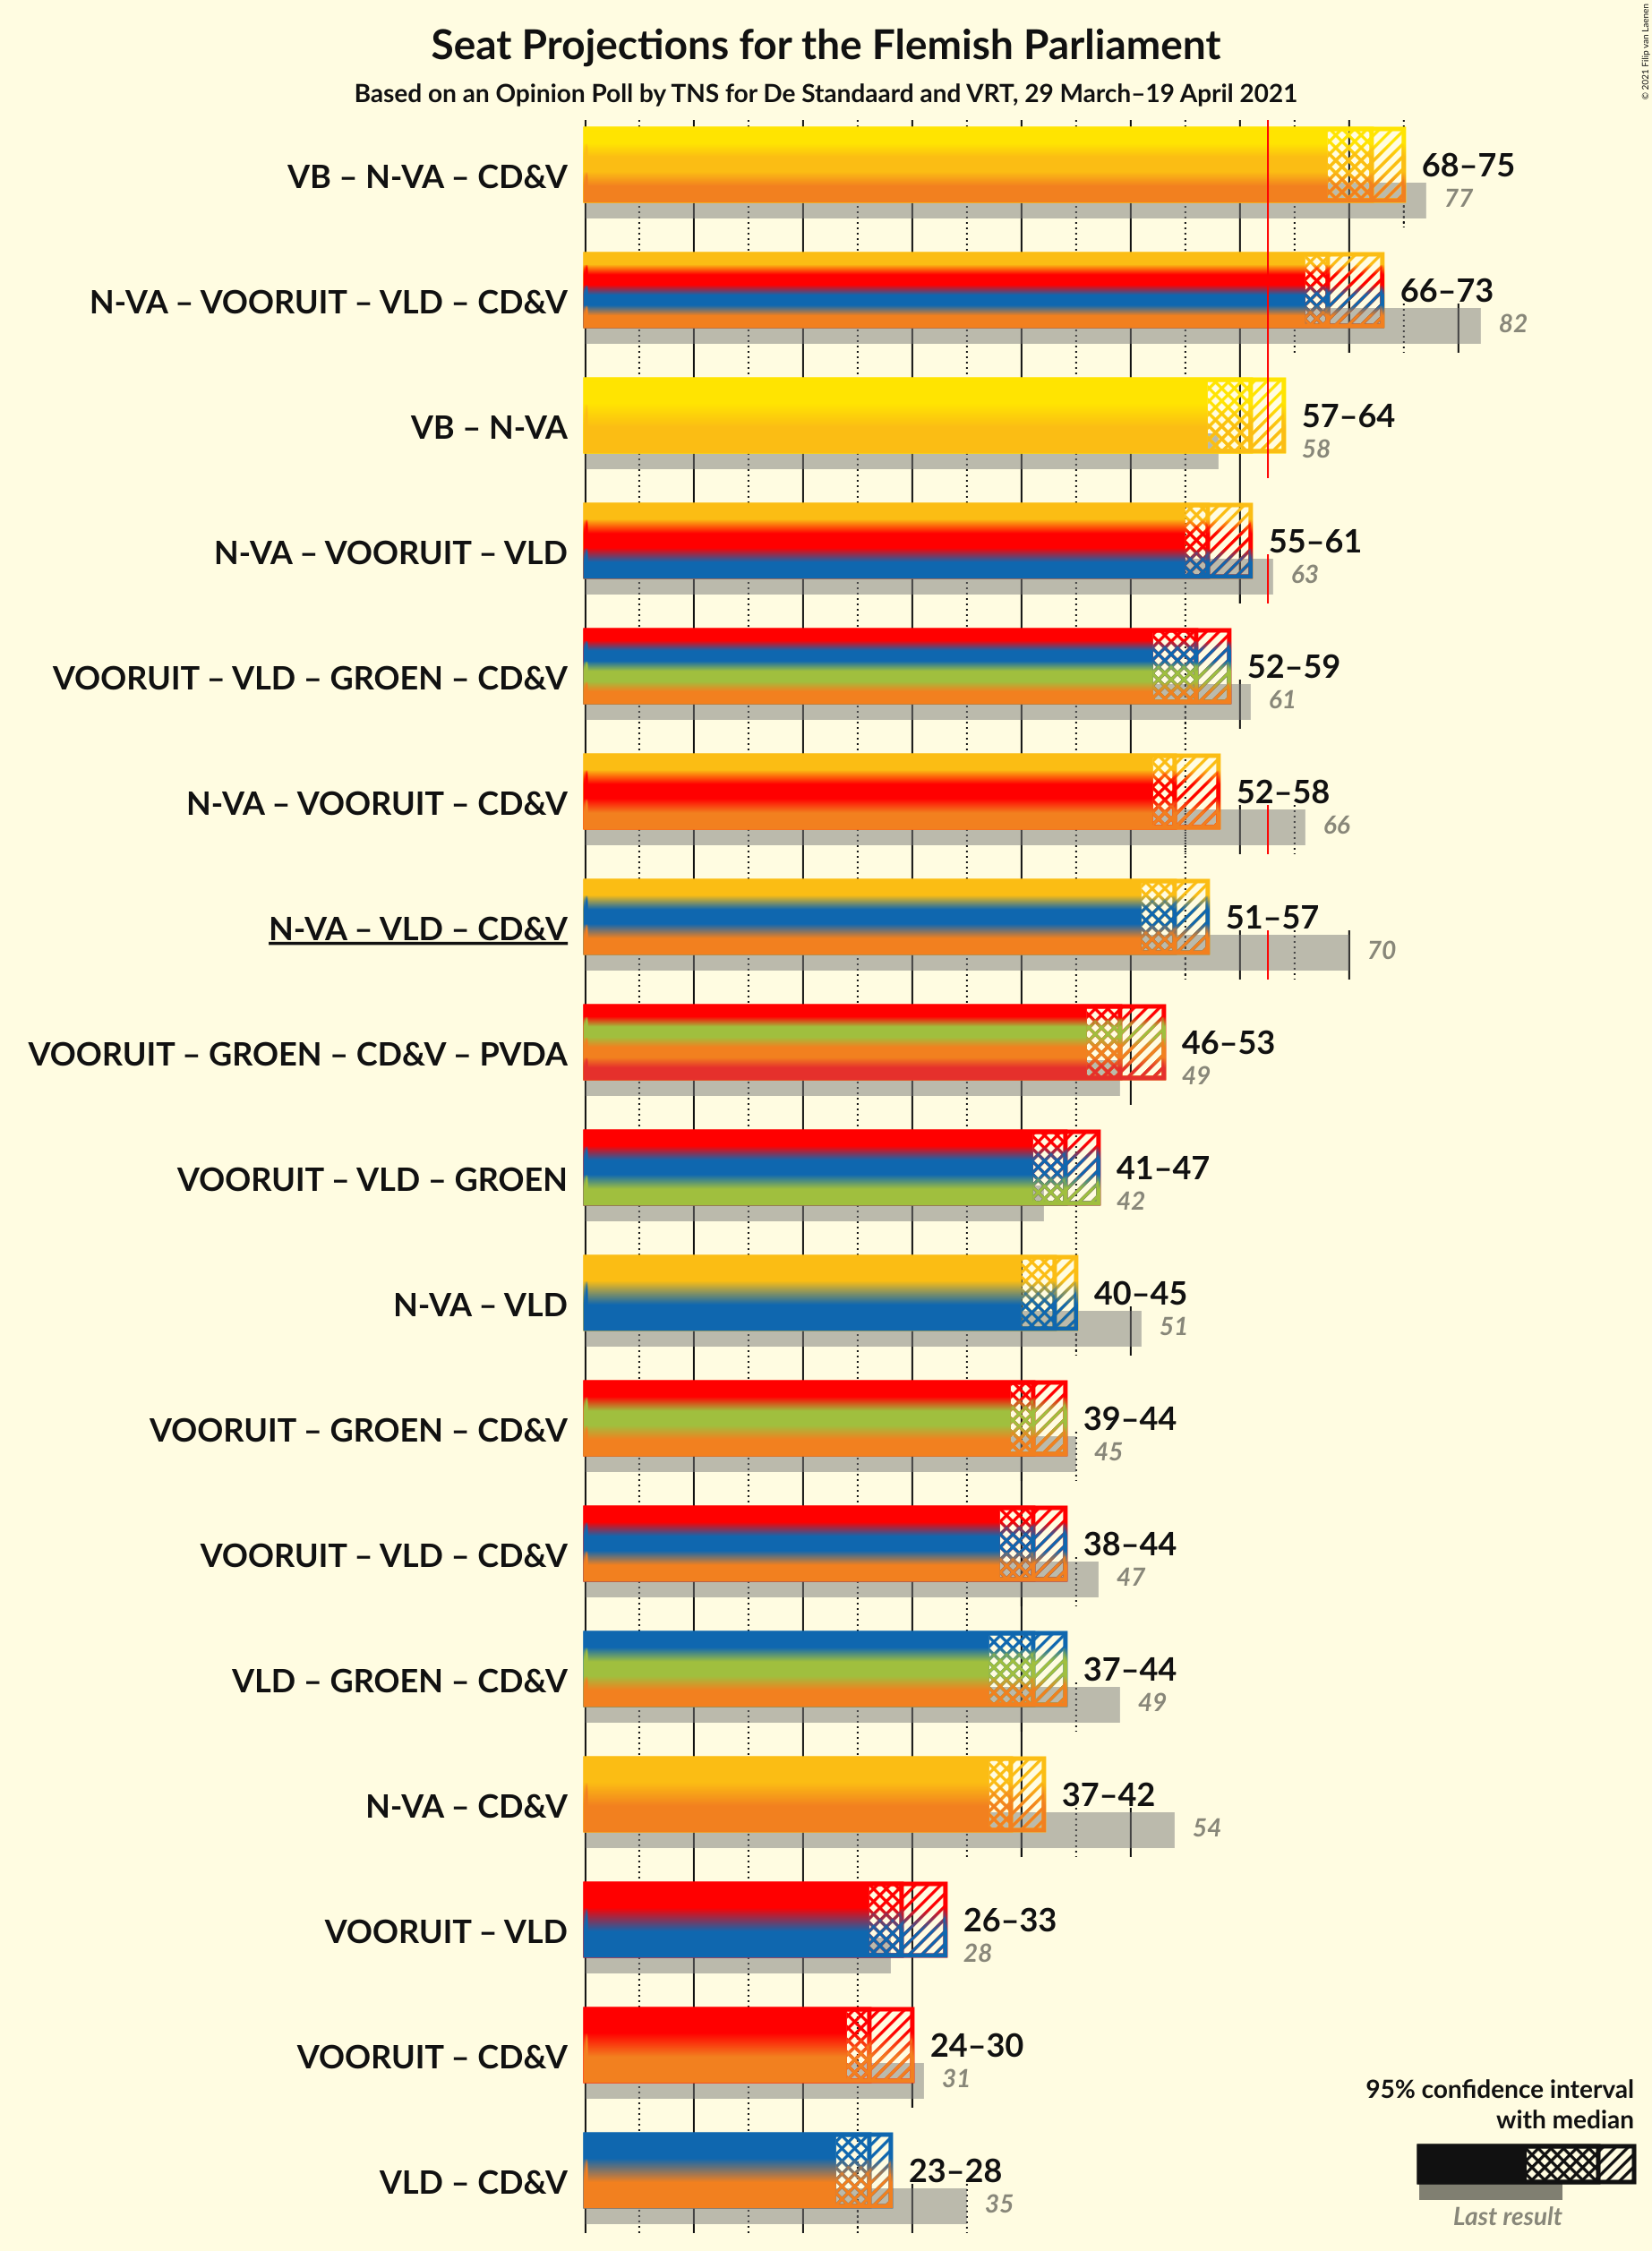 © 2021 Filip van Laenen
Seat Projections for the Flemish Parliament
Based on an Opinion Poll by TNS for De Standaard and VRT, 29 March–19 April 2021
VB – N-VA – CD&V
68–75
77
N-VA – VOORUIT – VLD – CD&V
66–73
82
VB – N-VA
57–64
58
N-VA – VOORUIT – VLD
55–61
63
VOORUIT – VLD – GROEN – CD&V
52–59
61
N-VA – VOORUIT – CD&V
52–58
66
N-VA – VLD – CD&V
51–57
70
VOORUIT – GROEN – CD&V – PVDA
46–53
49
VOORUIT – VLD – GROEN
41–47
42
N-VA – VLD
40–45
51
VOORUIT – GROEN – CD&V
39–44
45
VOORUIT – VLD – CD&V
38–44
47
VLD – GROEN – CD&V
37–44
49
N-VA – CD&V
37–42
54
VOORUIT – VLD
26–33
28
VOORUIT – CD&V
24–30
31
VLD – CD&V
23–28
35
95% confidence interval
with median
Last result